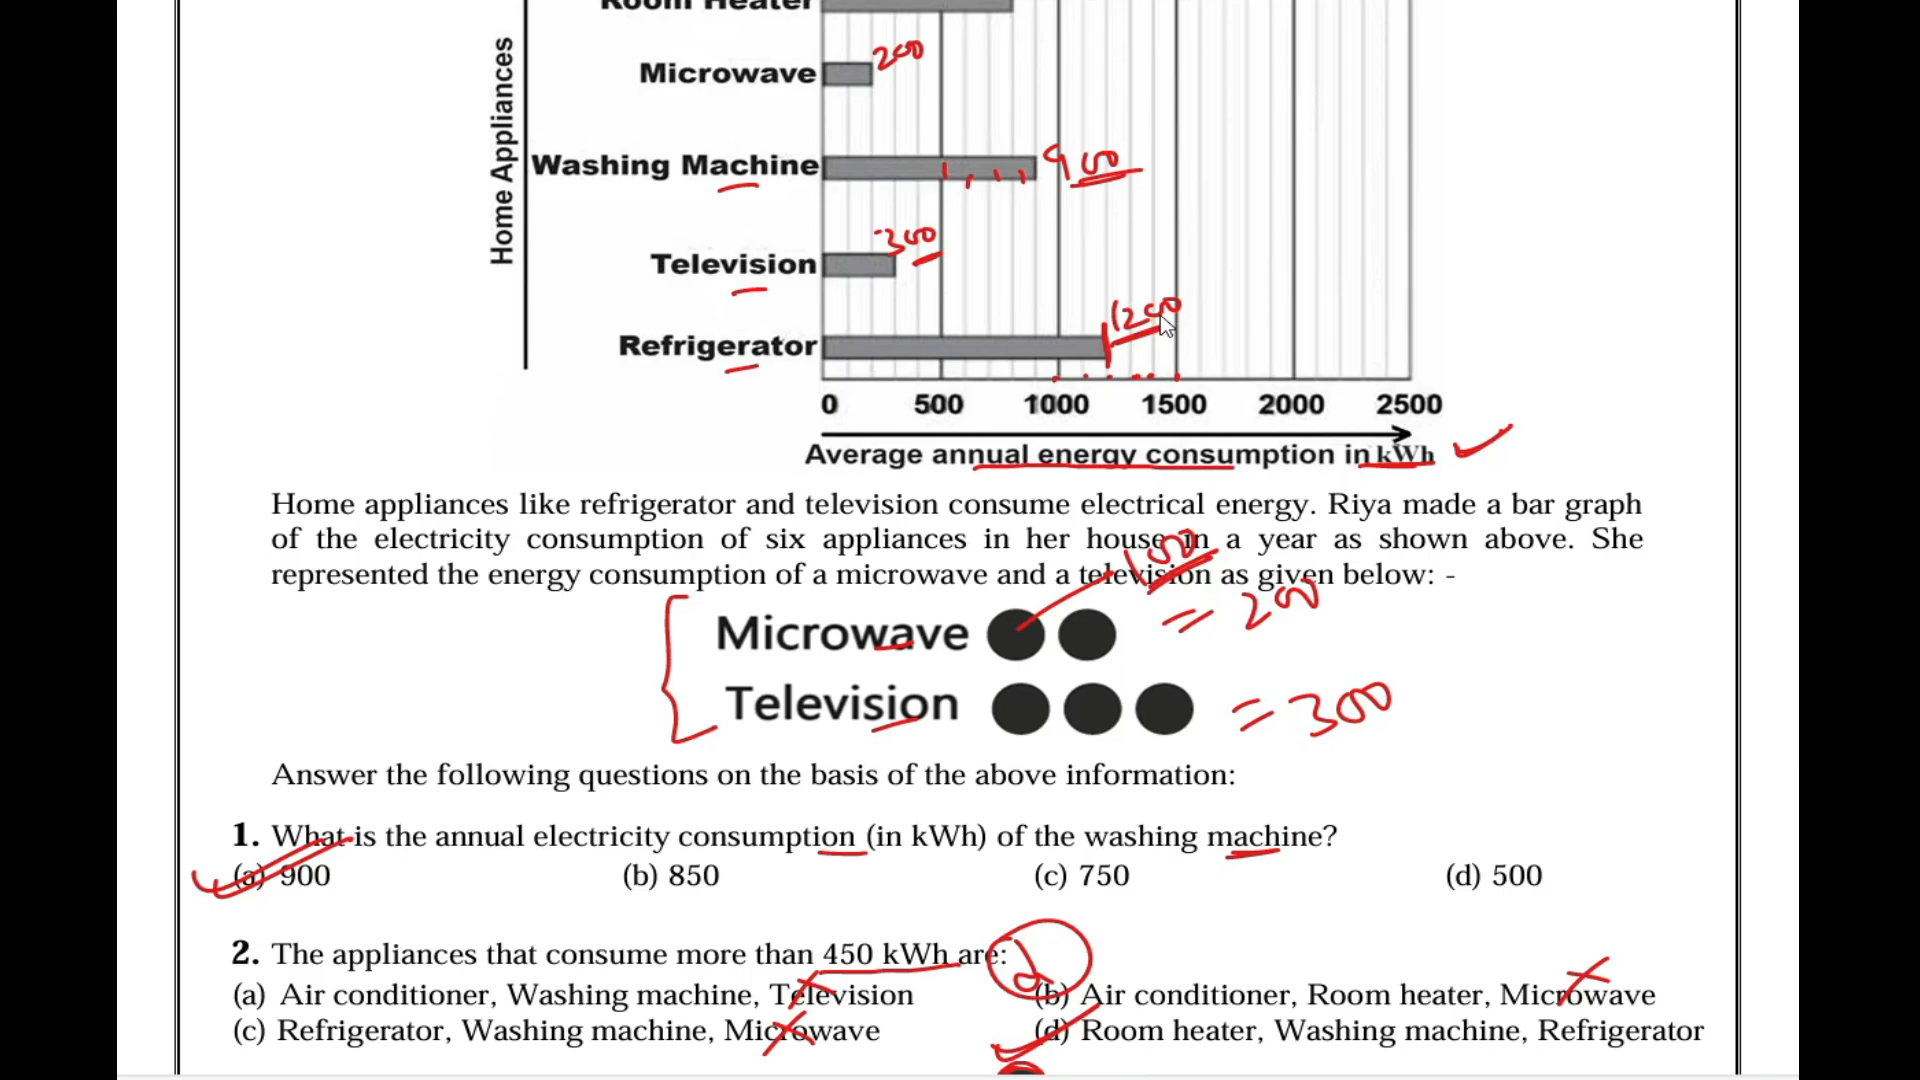 Room Heater
Microwave
200
Washing Machine
900
Television
300
Refrigerator
1200
Home Appliances
0 500 1000 1500 2000 2500
Average annual energy consumption in kWh
Home appliances like refrigerator and television consume electrical energy. Riya made a bar graph
of the electricity consumption of six appliances in her house in a year as shown above. She
represented the energy consumption of a microwave and a television as given below: -
100
Microwave = 200
Television = 300
Answer the following questions on the basis of the above information:
1. What is the annual electricity consumption (in kWh) of the washing machine?
(a) 900 (b) 850 (c) 750 (d) 500
2. The appliances that consume more than 450 kWh are: d
(a) Air conditioner, Washing machine, Television (b) Air conditioner, Room heater, Microwave
(c) Refrigerator, Washing machine, Microwave (d) Room heater, Washing machine, Refrigerator